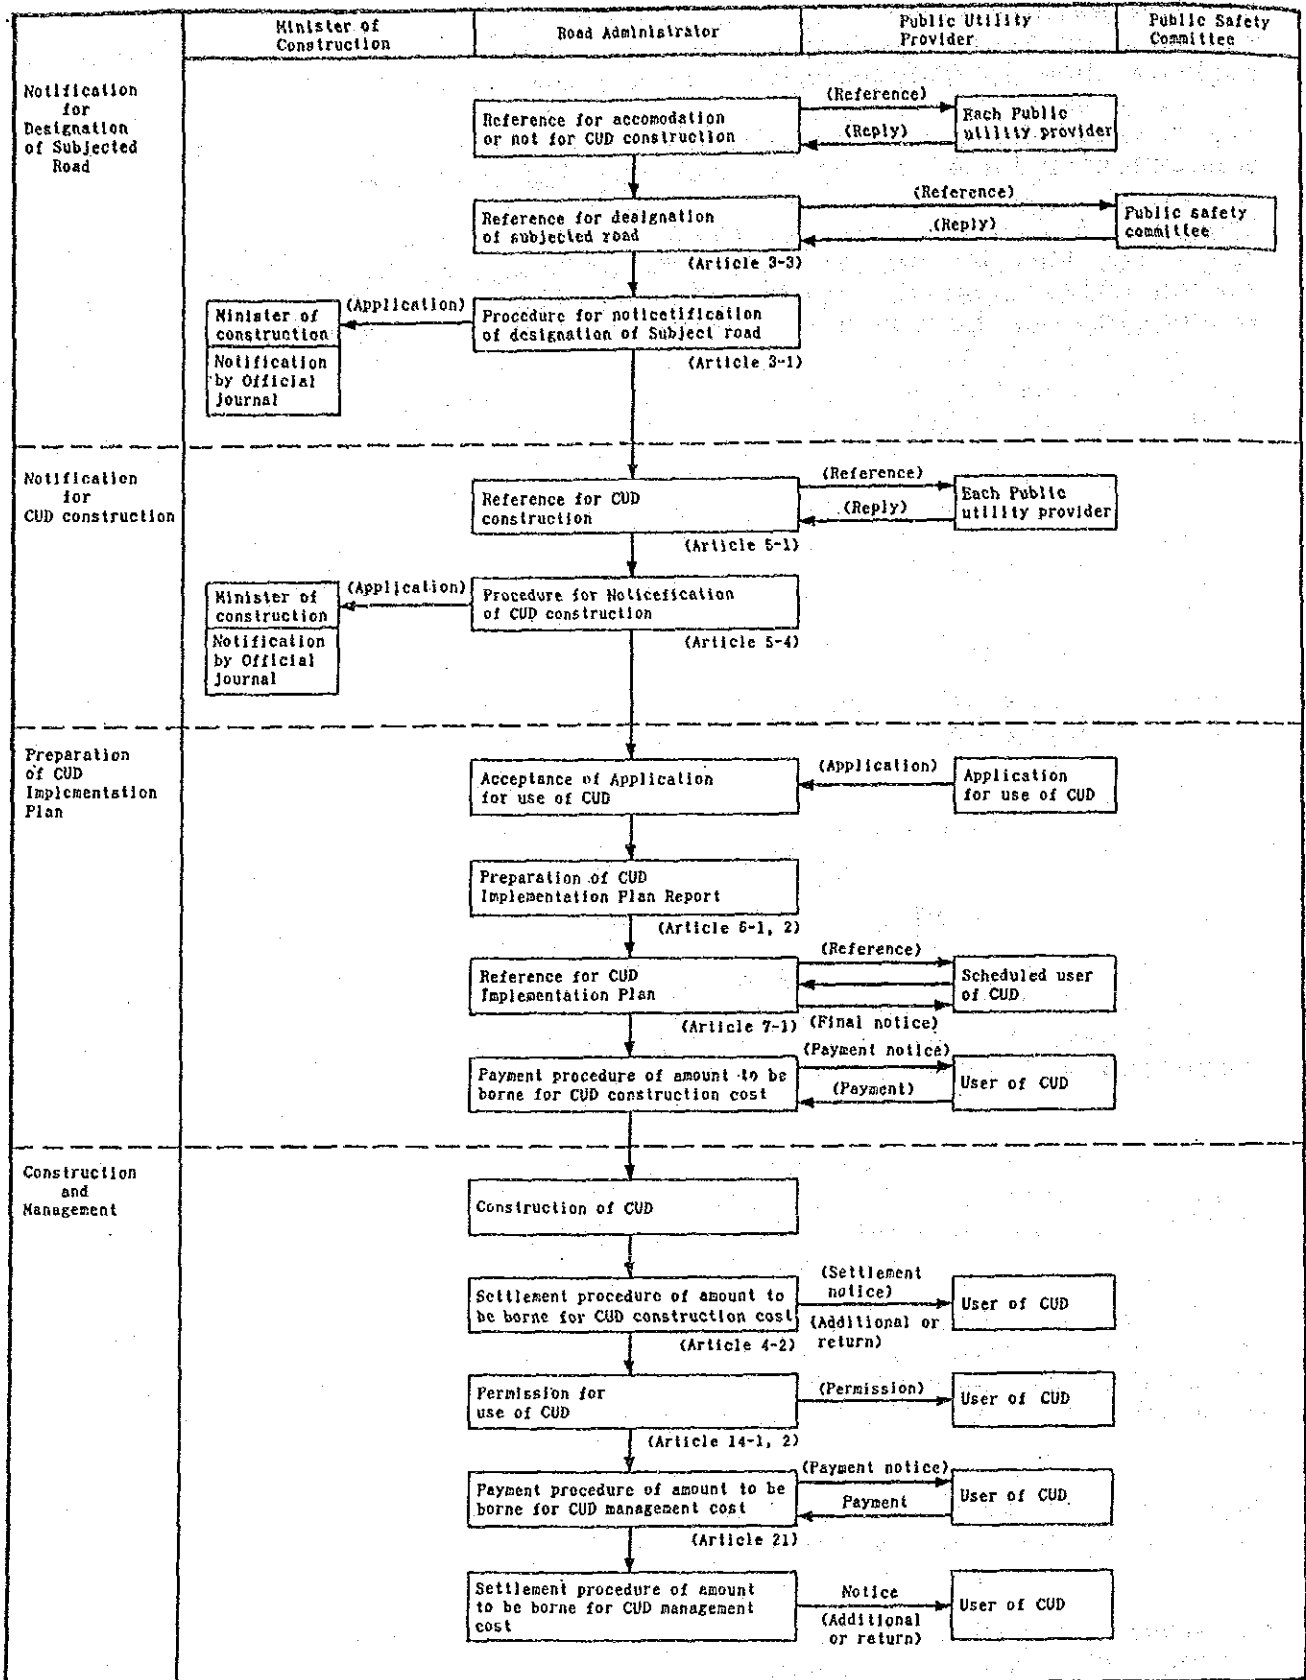 Minister of
Construction
Road Administrator
Public Utility
Provider
Public Safety
Committee
Notification
for
Designation
of Subjected
Road
Reference for accomodation
or not for CUD construction
(Reference)
(Reply)
Each Public
utility provider
Reference for designation
of subjected road
(Reference)
(Reply)
Public safety
committee
(Article 3-3)
Minister of
construction
(Application)
Procedure for noticetification
of designation of Subject road
Notification
by Official
journal
(Article 3-1)
Notification
for
CUD construction
Reference for CUD
construction
(Reference)
(Reply)
Each Public
utility provider
(Article 5-1)
Minister of
construction
(Application)
Procedure for Noticefication
of CUD construction
Notification
by Official
journal
(Article 5-4)
Preparation
of CUD
Implementation
Plan
Acceptance of Application
for use of CUD
(Application)
Application
for use of CUD
Preparation of CUD
Implementation Plan Report
(Article 6-1, 2)
Reference for CUD
Implementation Plan
(Reference)
Scheduled user
of CUD
(Article 7-1)
(Final notice)
Payment procedure of amount to be
borne for CUD construction cost
(Payment notice)
(Payment)
User of CUD
Construction
and
Management
Construction of CUD
Settlement procedure of amount to
be borne for CUD construction cost
(Settlement
notice)
(Additional or
return)
User of CUD
(Article 4-2)
Permission for
use of CUD
(Permission)
User of CUD
(Article 14-1, 2)
Payment procedure of amount to be
borne for CUD management cost
(Payment notice)
Payment
User of CUD
(Article 21)
Settlement procedure of amount
to be borne for CUD management
cost
Notice
(Additional
or return)
User of CUD